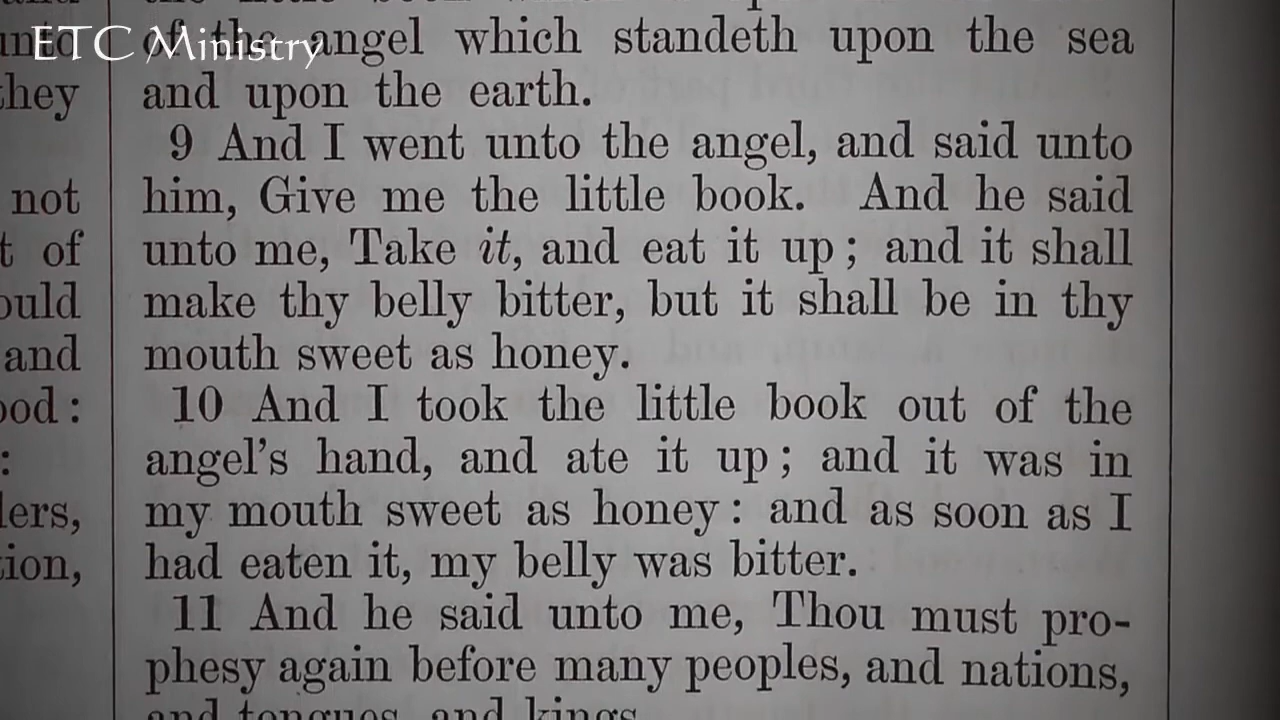 ETC Ministry
of the angel which standeth upon the sea
and upon the earth.
9 And I went unto the angel, and said unto
him, Give me the little book. And he said
unto me, Take it, and eat it up; and it shall
make thy belly bitter, but it shall be in thy
mouth sweet as honey.
10 And I took the little book out of the
angel's hand, and ate it up; and it was in
my mouth sweet as honey: and as soon as I
had eaten it, my belly was bitter.
11 And he said unto me, Thou must pro-
phesy again before many peoples, and nations,
and tongues, and kings.
not
of
and